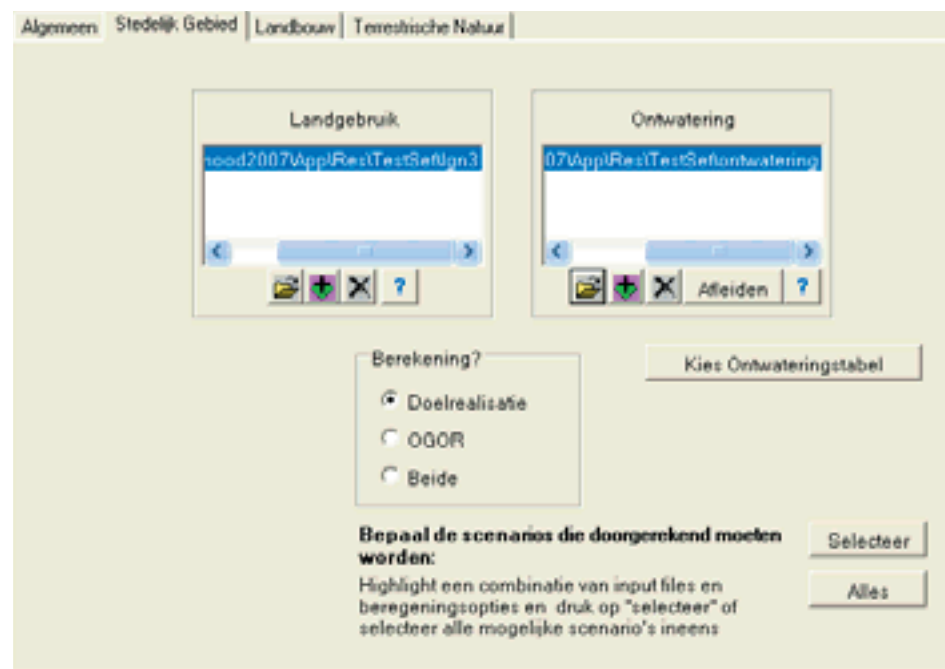 Algemeen Stedelijk Gebied Landbouw Terrestrische Natuur
Landgebruik
nood2007\App\Res\TestSet\lgn3
?
Ontwatering
07\App\Res\TestSet\ontwatering
Afleiden ?
Berekening?
Doelrealisatie
OGOR
Beide
Kies Ontwateringstabel
Bepaal de scenarios die doorgerekend moeten
worden:
Highlight een combinatie van input files en
beregeningsopties en druk op "selecteer" of
selecteer alle mogelijke scenario's ineens
Selecteer
Alles